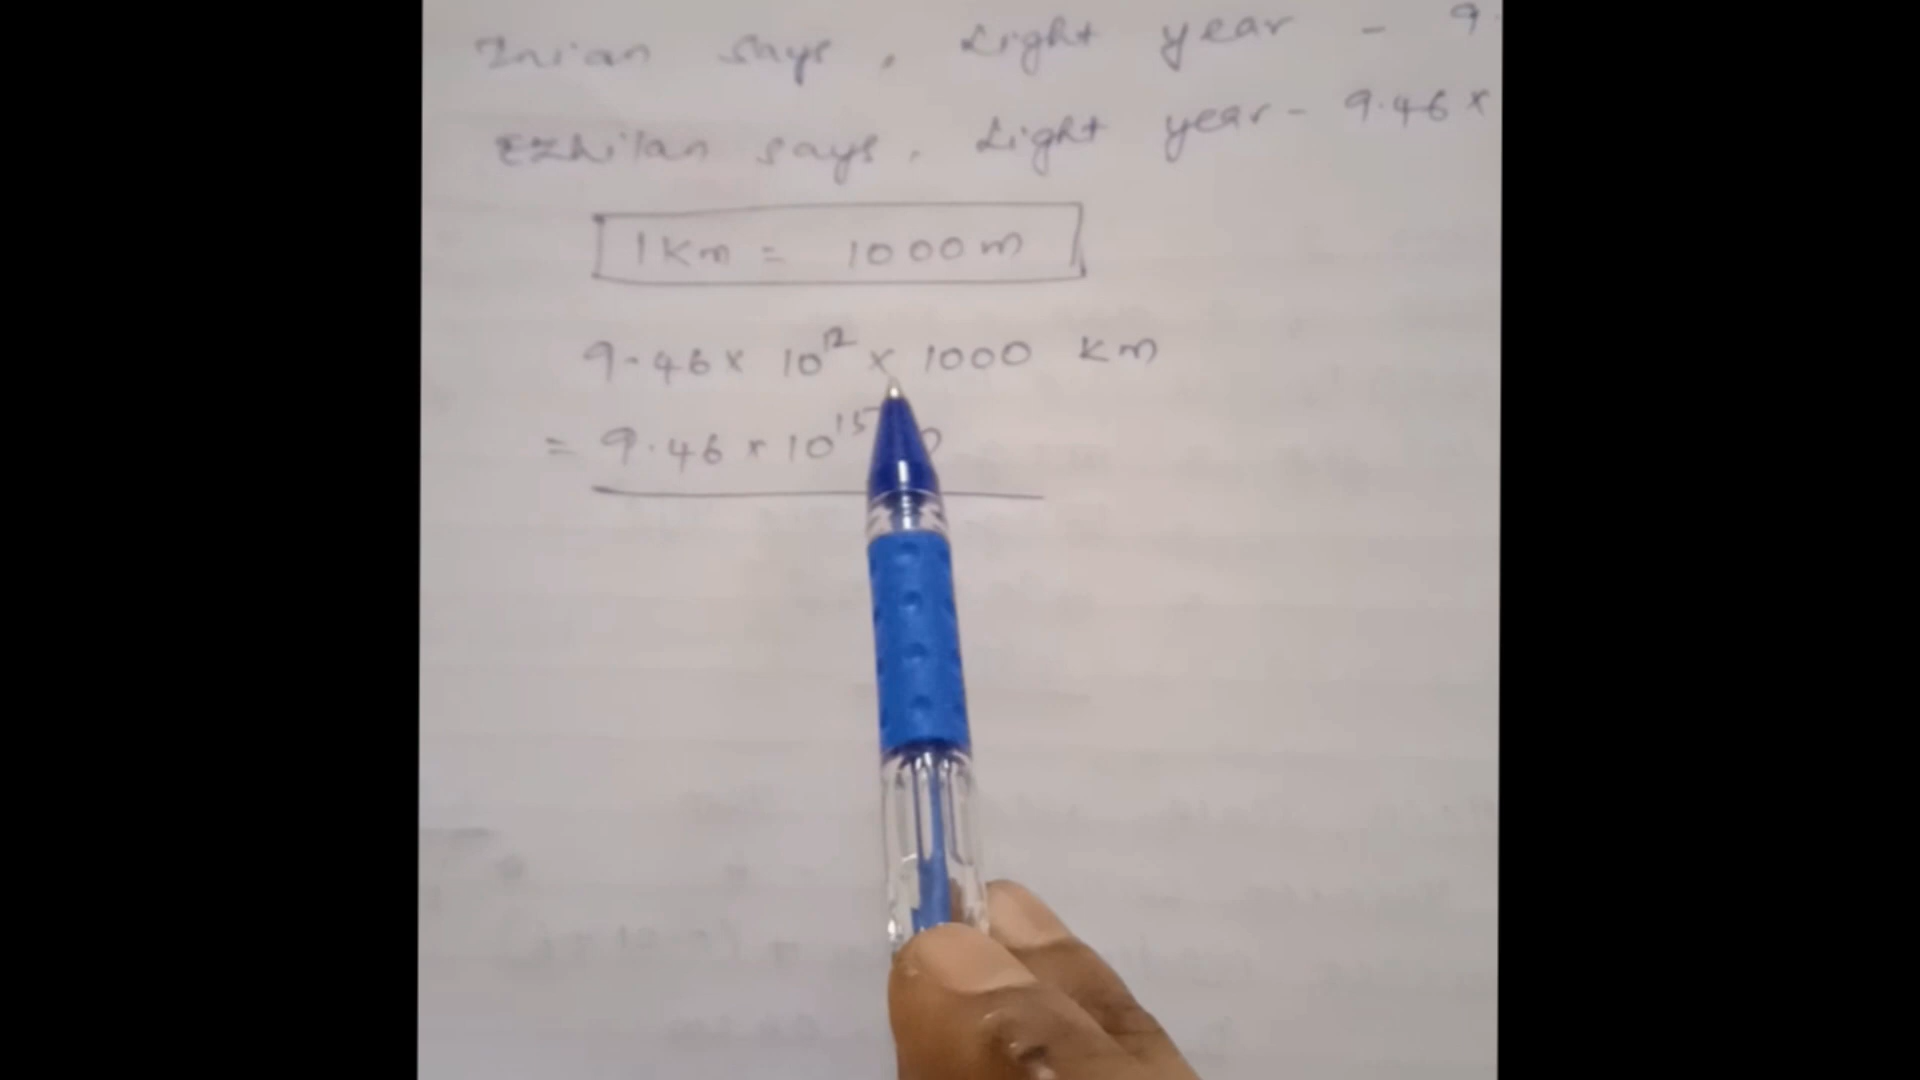 Inian says, Light year - 9.
Ezhilan says, Light year - 9.46 ×
1 Km = 1000 m
9.46 × 10¹² × 1000 Km
= 9.46 × 10¹⁵